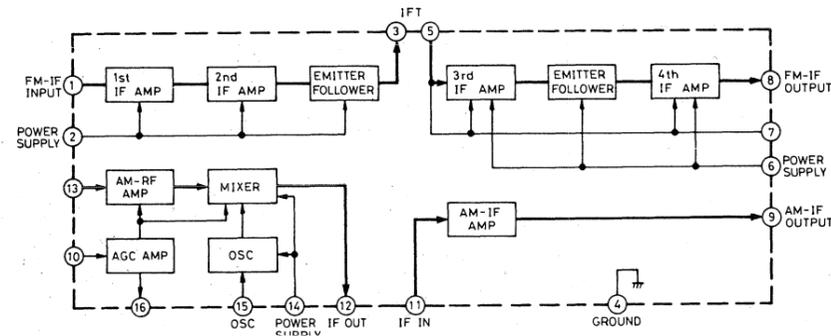 IFT
3
5
FM-IF
INPUT
1
1st
IF AMP
2nd
IF AMP
EMITTER
FOLLOWER
3rd
IF AMP
EMITTER
FOLLOWER
4th
IF AMP
8
FM-IF
OUTPUT
POWER
SUPPLY
2
7
6
POWER
SUPPLY
13
AM-RF
AMP
MIXER
AM-IF
AMP
9
AM-IF
OUTPUT
10
AGC AMP
OSC
16
15
14
12
11
4
OSC
POWER
SUPPLY
IF OUT
IF IN
GROUND